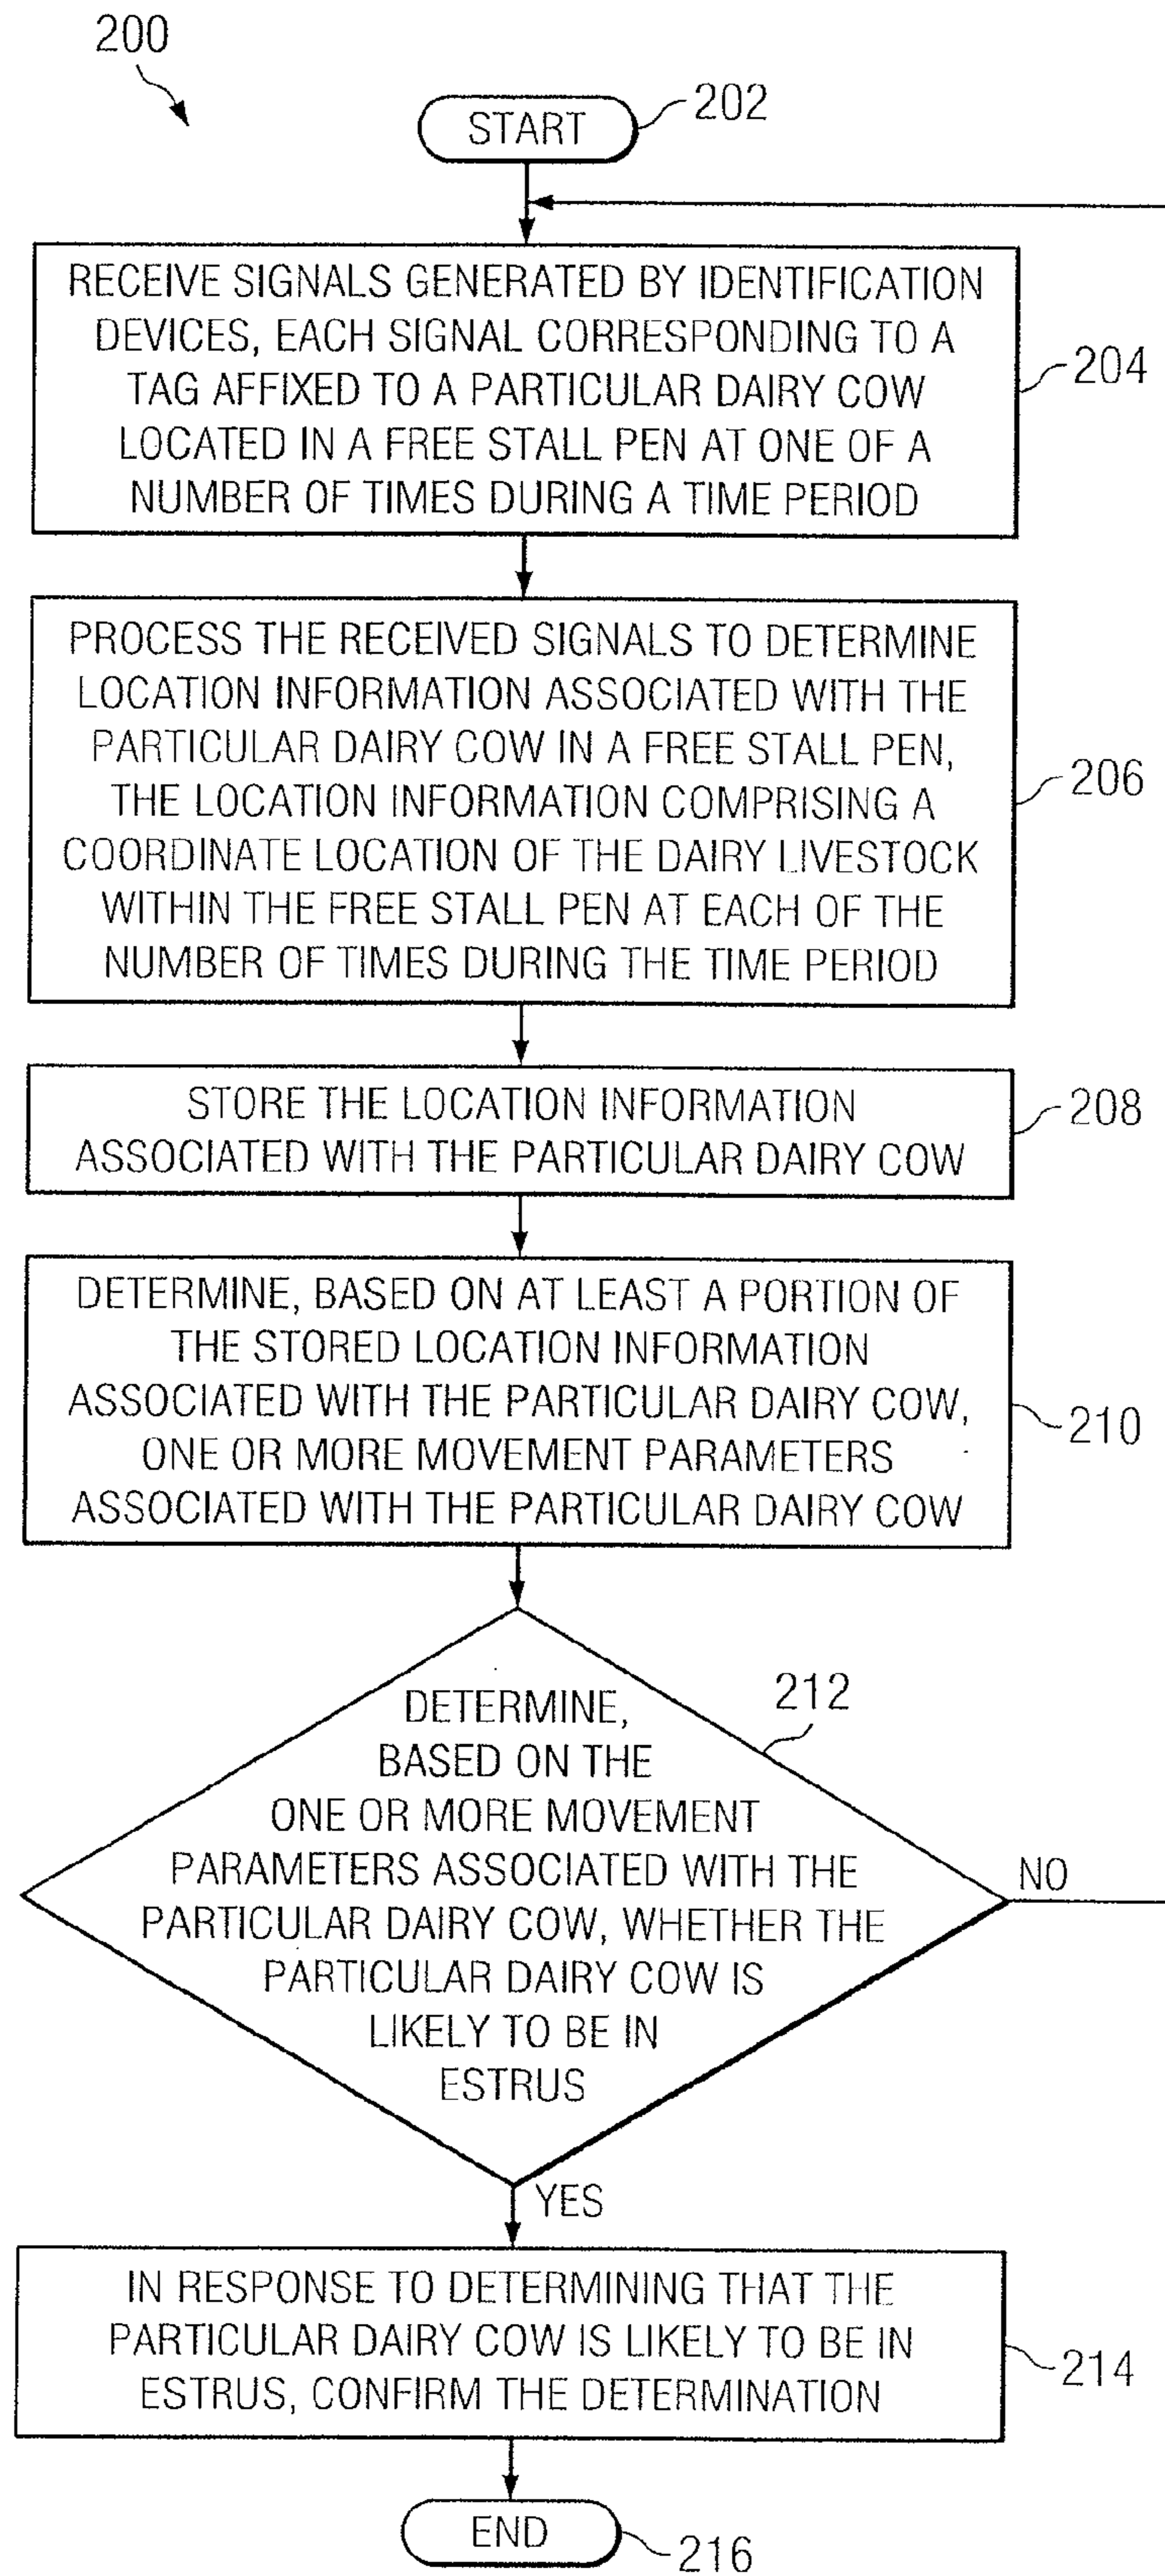 200
START
202
RECEIVE SIGNALS GENERATED BY IDENTIFICATION
DEVICES, EACH SIGNAL CORRESPONDING TO A
TAG AFFIXED TO A PARTICULAR DAIRY COW
LOCATED IN A FREE STALL PEN AT ONE OF A
NUMBER OF TIMES DURING A TIME PERIOD
204
PROCESS THE RECEIVED SIGNALS TO DETERMINE
LOCATION INFORMATION ASSOCIATED WITH THE
PARTICULAR DAIRY COW IN A FREE STALL PEN,
THE LOCATION INFORMATION COMPRISING A
COORDINATE LOCATION OF THE DAIRY LIVESTOCK
WITHIN THE FREE STALL PEN AT EACH OF THE
NUMBER OF TIMES DURING THE TIME PERIOD
206
STORE THE LOCATION INFORMATION
ASSOCIATED WITH THE PARTICULAR DAIRY COW
208
DETERMINE, BASED ON AT LEAST A PORTION OF
THE STORED LOCATION INFORMATION
ASSOCIATED WITH THE PARTICULAR DAIRY COW,
ONE OR MORE MOVEMENT PARAMETERS
ASSOCIATED WITH THE PARTICULAR DAIRY COW
210
DETERMINE,
BASED ON THE
ONE OR MORE MOVEMENT
PARAMETERS ASSOCIATED WITH THE
PARTICULAR DAIRY COW, WHETHER THE
PARTICULAR DAIRY COW IS
LIKELY TO BE IN
ESTRUS
212
NO
YES
IN RESPONSE TO DETERMINING THAT THE
PARTICULAR DAIRY COW IS LIKELY TO BE IN
ESTRUS, CONFIRM THE DETERMINATION
214
END
216